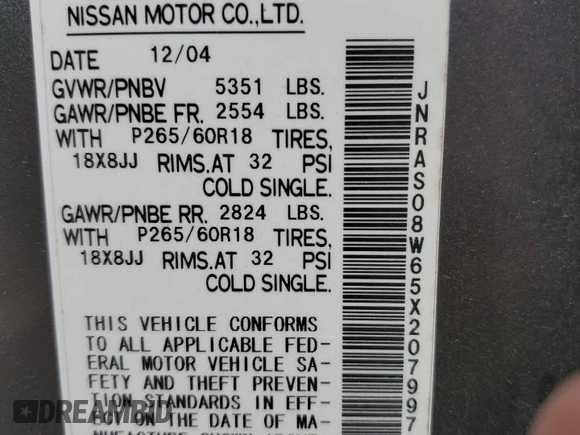 NISSAN MOTOR CO.,LTD.
DATE 12/04
GVWR/PNBV 5351 LBS.
GAWR/PNBE FR. 2554 LBS.
WITH P265/60R18 TIRES,
18X8JJ RIMS.AT 32 PSI
COLD SINGLE.
GAWR/PNBE RR. 2824 LBS.
WITH P265/60R18 TIRES,
18X8JJ RIMS.AT 32 PSI
COLD SINGLE.
THIS VEHICLE CONFORMS
TO ALL APPLICABLE FED-
ERAL MOTOR VEHICLE SA-
FETY AND THEFT PREVEN-
TION STANDARDS IN EFF-
ECT ON THE DATE OF MA-
JNRAS08W65X207997
DREAMBID